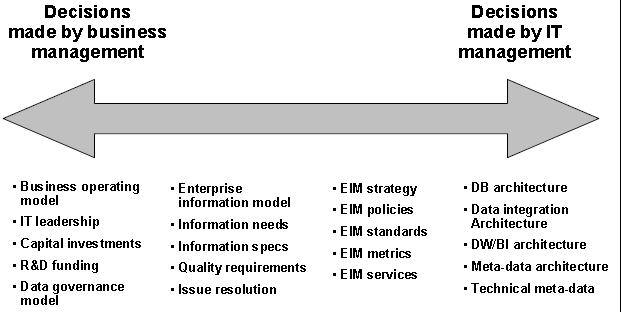 Decisions
made by business
management
Decisions
made by IT
management
• Business operating
model
• IT leadership
• Capital investments
• R&D funding
• Data governance
model
• Enterprise
information model
• Information needs
• Information specs
• Quality requirements
• Issue resolution
• EIM strategy
• EIM policies
• EIM standards
• EIM metrics
• EIM services
• DB architecture
• Data integration
Architecture
• DW/BI architecture
• Meta-data architecture
• Technical meta-data